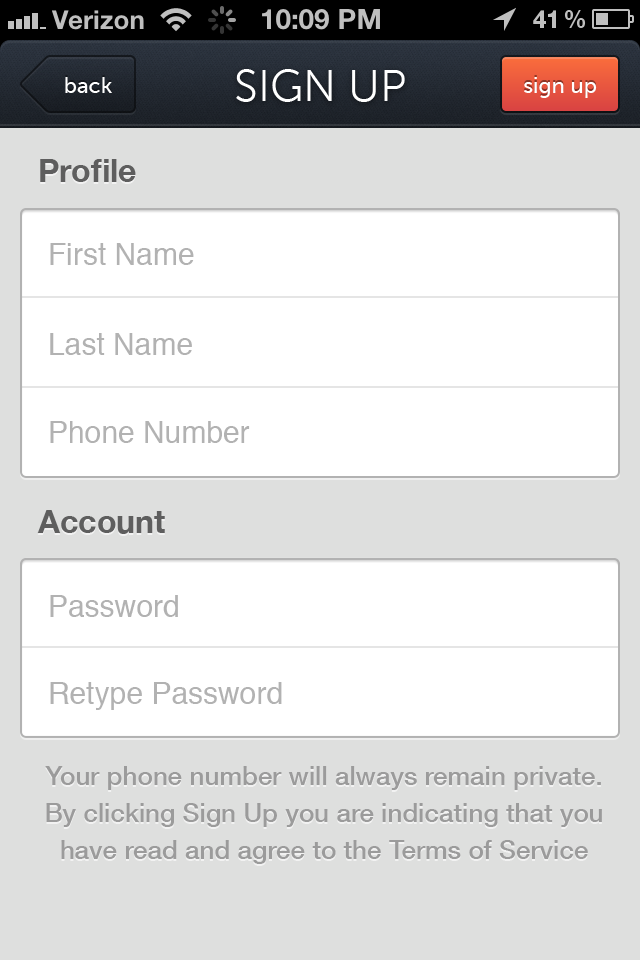 Verizon 10:09 PM 41 %
back SIGN UP sign up
Profile
First Name
Last Name
Phone Number
Account
Password
Retype Password
Your phone number will always remain private.
By clicking Sign Up you are indicating that you
have read and agree to the Terms of Service